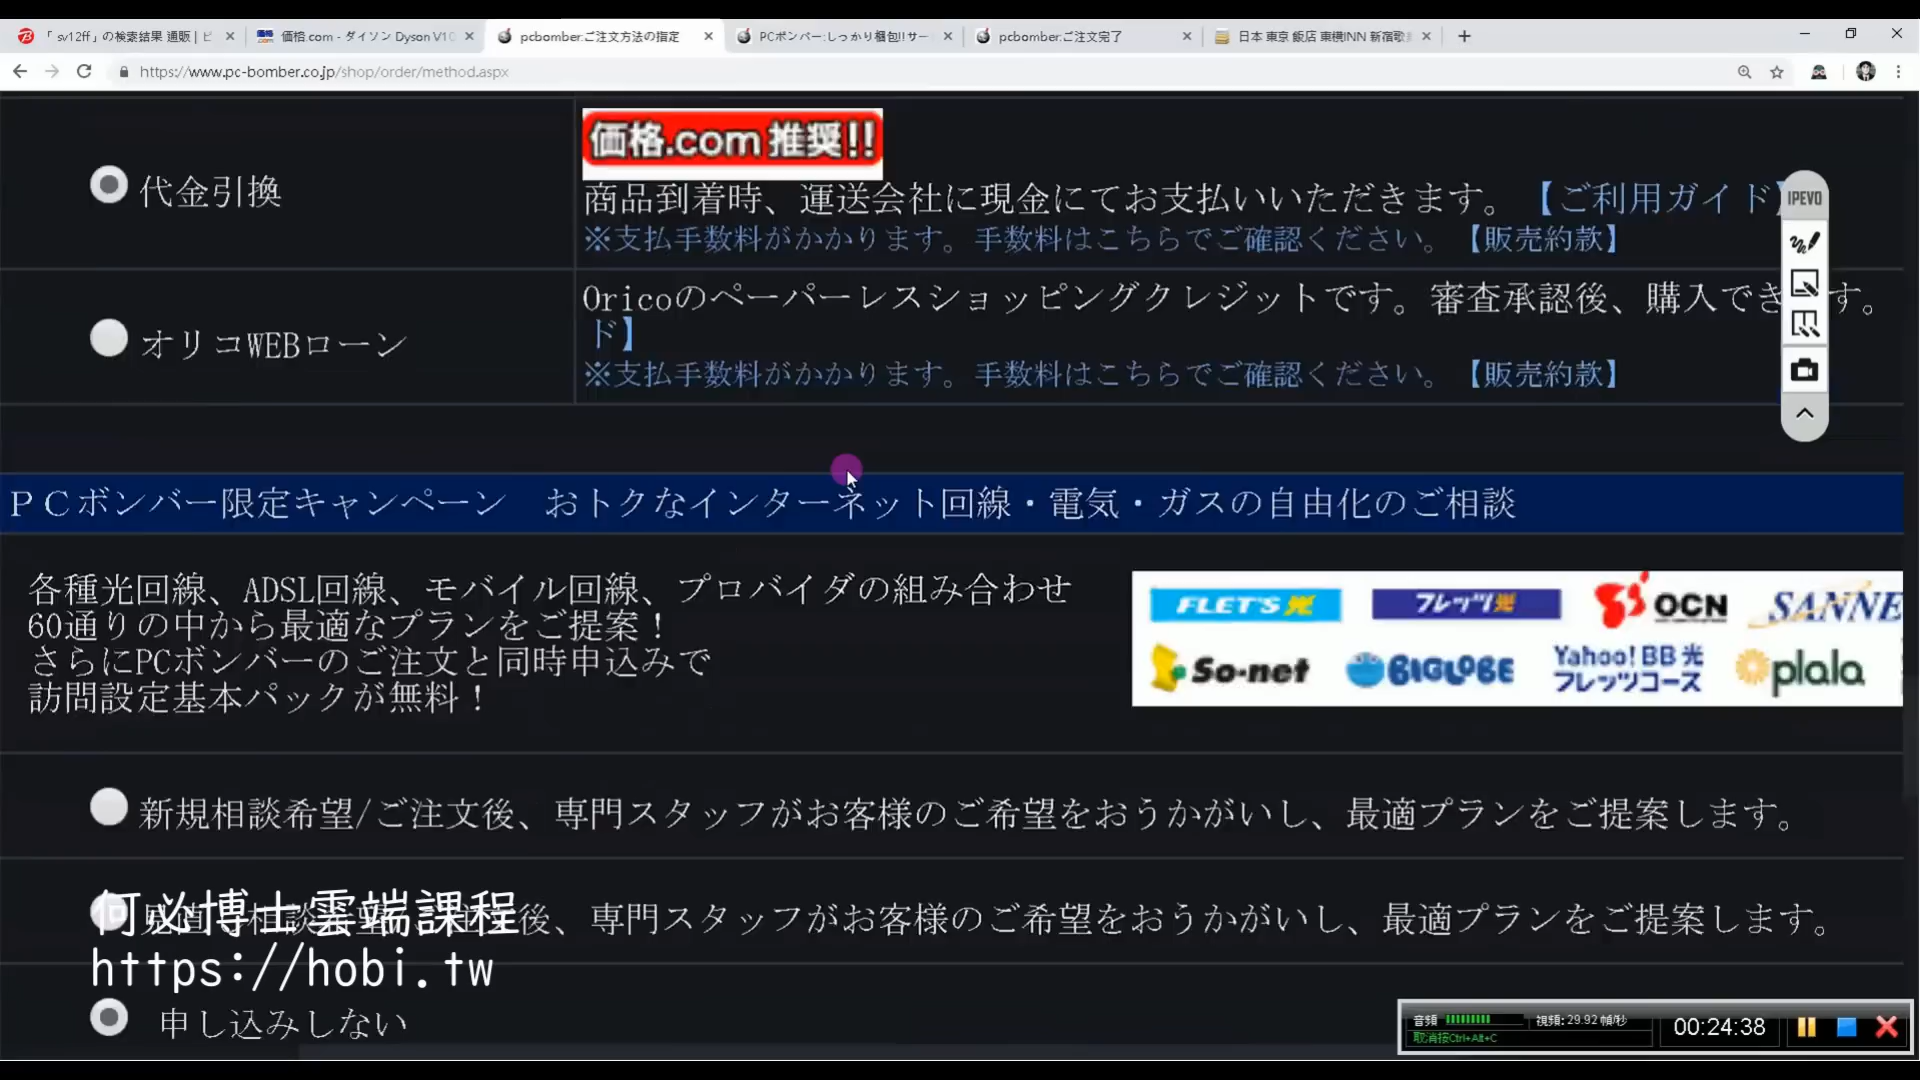 「sv12ff」の検索結果 通販 | ビ
価格.com - ダイソン Dyson V10
pcbomber:ご注文方法の指定
PCボンバー:しっかり梱包!!サー
pcbomber:ご注文完了
日本 東京 飯店 東横INN 新宿歌
https://www.pc-bomber.co.jp/shop/order/method.aspx
価格.com 推奨!!
代金引換
商品到着時、運送会社に現金にてお支払いいただきます。【ご利用ガイド】
※支払手数料がかかります。手数料はこちらでご確認ください。【販売約款】
IPEVO
オリコWEBローン
Oricoのペーパーレスショッピングクレジットです。審査承認後、購入でき す。
ド】
※支払手数料がかかります。手数料はこちらでご確認ください。【販売約款】
PCボンバー限定キャンペーン おトクなインターネット回線・電気・ガスの自由化のご相談
各種光回線、ADSL回線、モバイル回線、プロバイダの組み合わせ
60通りの中から最適なプランをご提案!
さらにPCボンバーのご注文と同時申込みで
訪問設定基本パックが無料!
FLET'S光 フレッツ光 OCN SANNE
So-net BIGLOBE Yahoo!BB 光 フレッツコース plala
新規相談希望/ご注文後、専門スタッフがお客様のご希望をおうかがいし、最適プランをご提案します。
後、専門スタッフがお客様のご希望をおうかがいし、最適プランをご提案します。
何必博士雲端課程
https://hobi.tw
申し込みしない
音頻 視頻:29.92 幀/秒
取消按Ctrl+Alt+C
00:24:38